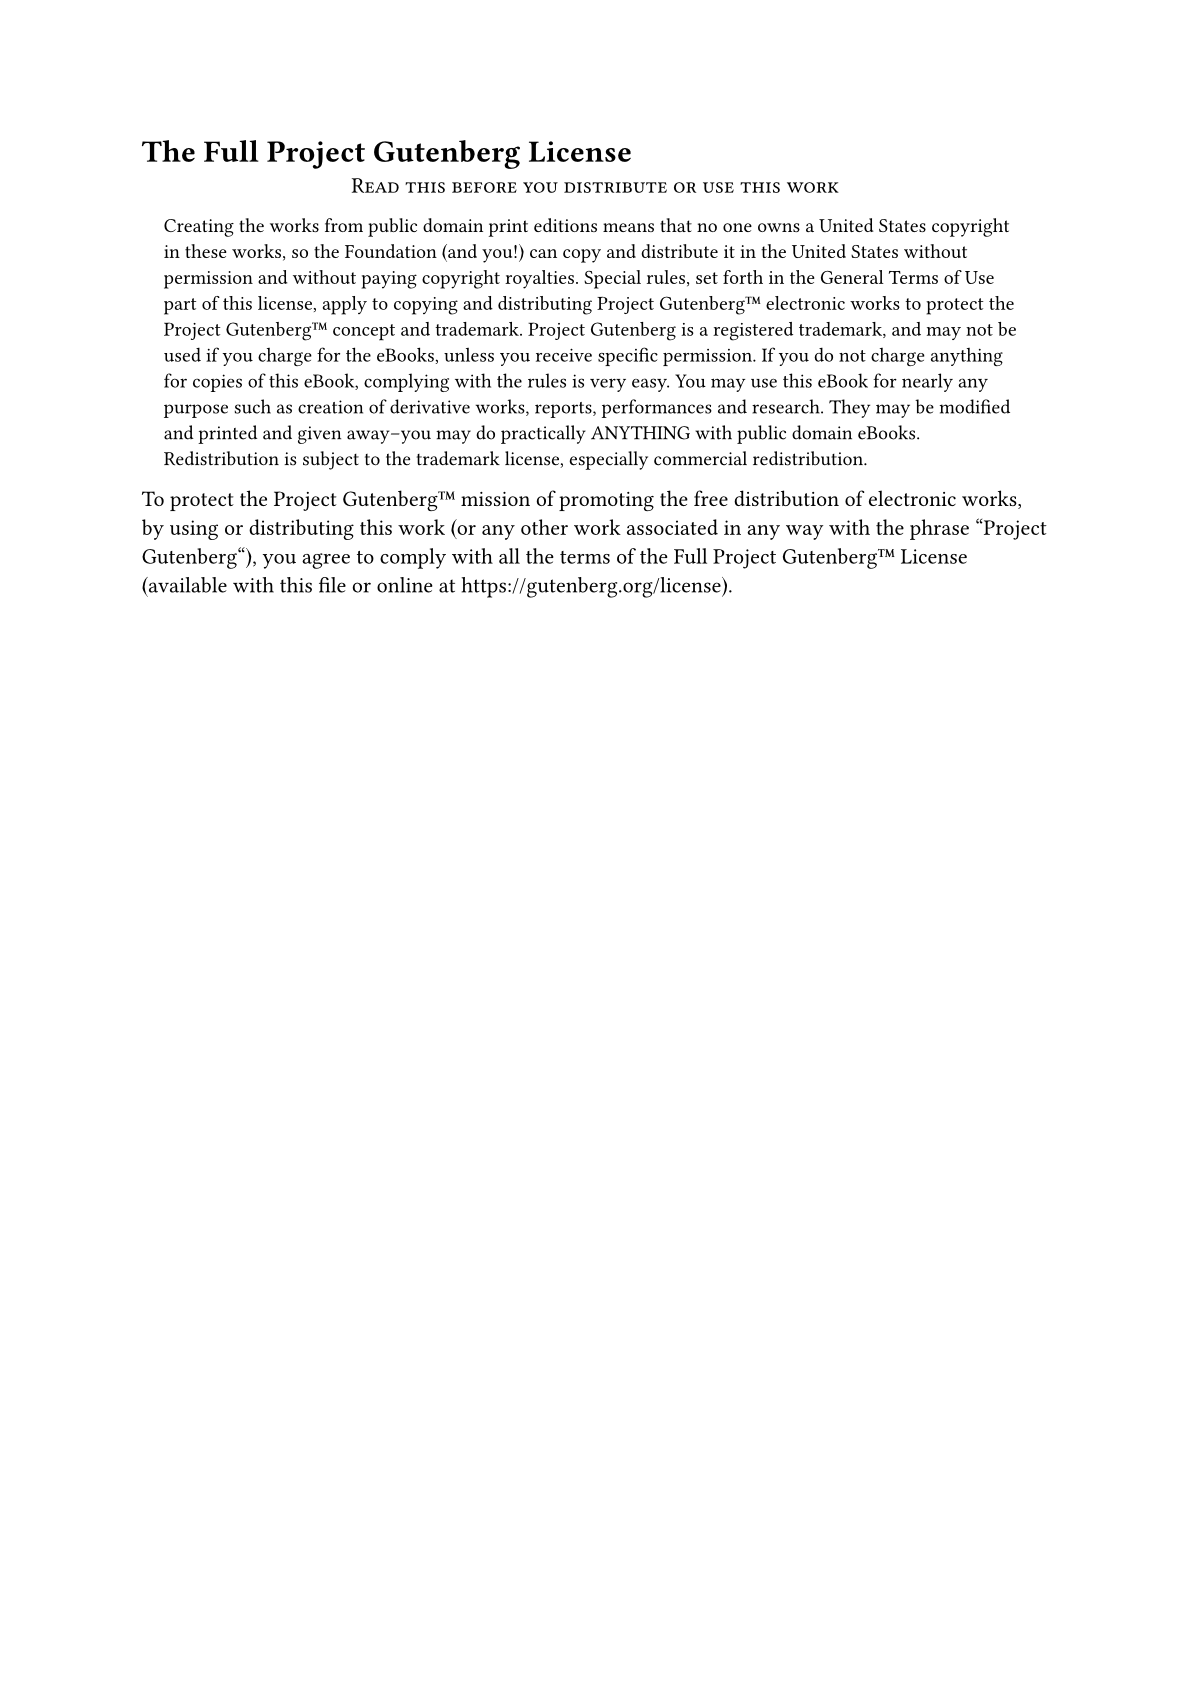 The Full Project Gutenberg License
Read this before you distribute or use this work
Creating the works from public domain print editions means that no one owns a United States copyright
in these works, so the Foundation (and you!) can copy and distribute it in the United States without
permission and without paying copyright royalties. Special rules, set forth in the General Terms of Use
part of this license, apply to copying and distributing Project Gutenberg™ electronic works to protect the
Project Gutenberg™ concept and trademark. Project Gutenberg is a registered trademark, and may not be
used if you charge for the eBooks, unless you receive specific permission. If you do not charge anything
for copies of this eBook, complying with the rules is very easy. You may use this eBook for nearly any
purpose such as creation of derivative works, reports, performances and research. They may be modified
and printed and given away–you may do practically ANYTHING with public domain eBooks.
Redistribution is subject to the trademark license, especially commercial redistribution.
To protect the Project Gutenberg™ mission of promoting the free distribution of electronic works,
by using or distributing this work (or any other work associated in any way with the phrase “Project
Gutenberg“), you agree to comply with all the terms of the Full Project Gutenberg™ License
(available with this file or online at https://gutenberg.org/license).